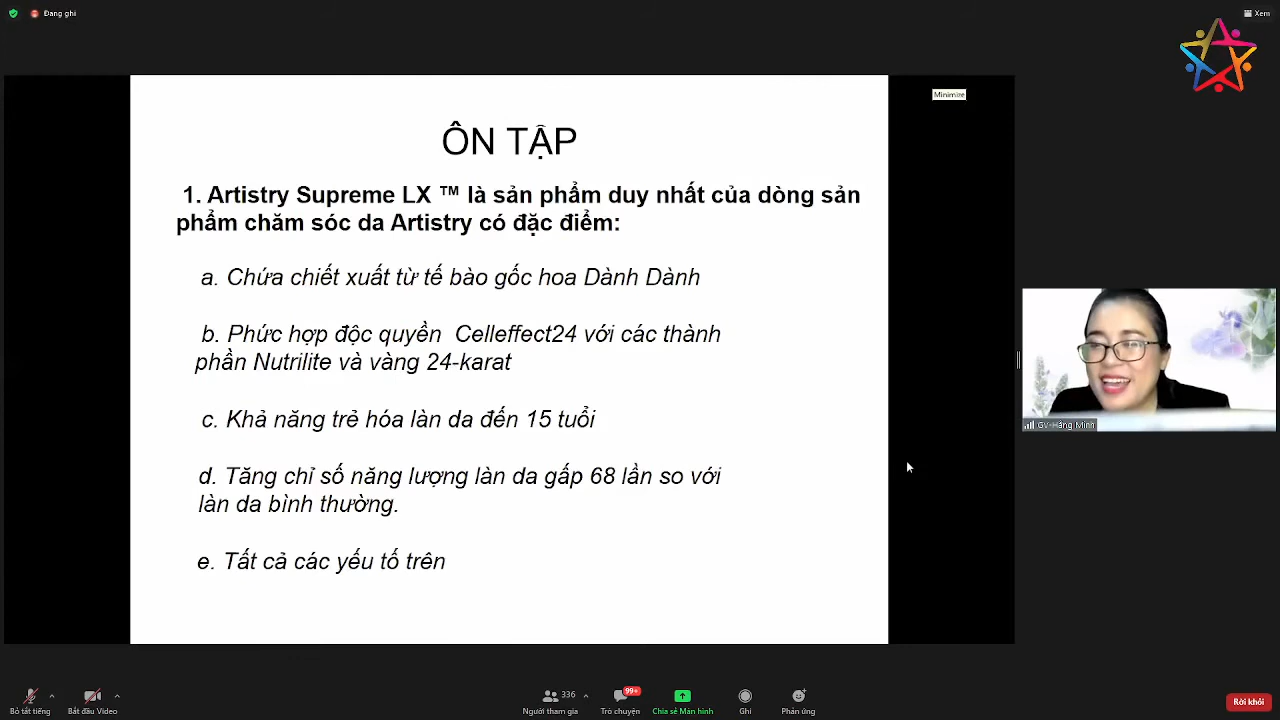 Đang ghi
Xem
Minimize
ÔN TẬP
1. Artistry Supreme LX ™ là sản phẩm duy nhất của dòng sản
phẩm chăm sóc da Artistry có đặc điểm:
a. Chứa chiết xuất từ tế bào gốc hoa Dành Dành
b. Phức hợp độc quyền Celleffect24 với các thành
phần Nutrilite và vàng 24-karat
c. Khả năng trẻ hóa làn da đến 15 tuổi
d. Tăng chỉ số năng lượng làn da gấp 68 lần so với
làn da bình thường.
e. Tất cả các yếu tố trên
GV-Hằng Minh
336
99+
Bỏ tắt tiếng
Bắt đầu Video
Người tham gia
Trò chuyện
Chia sẻ Màn hình
Ghi
Phản ứng
Rời khỏi